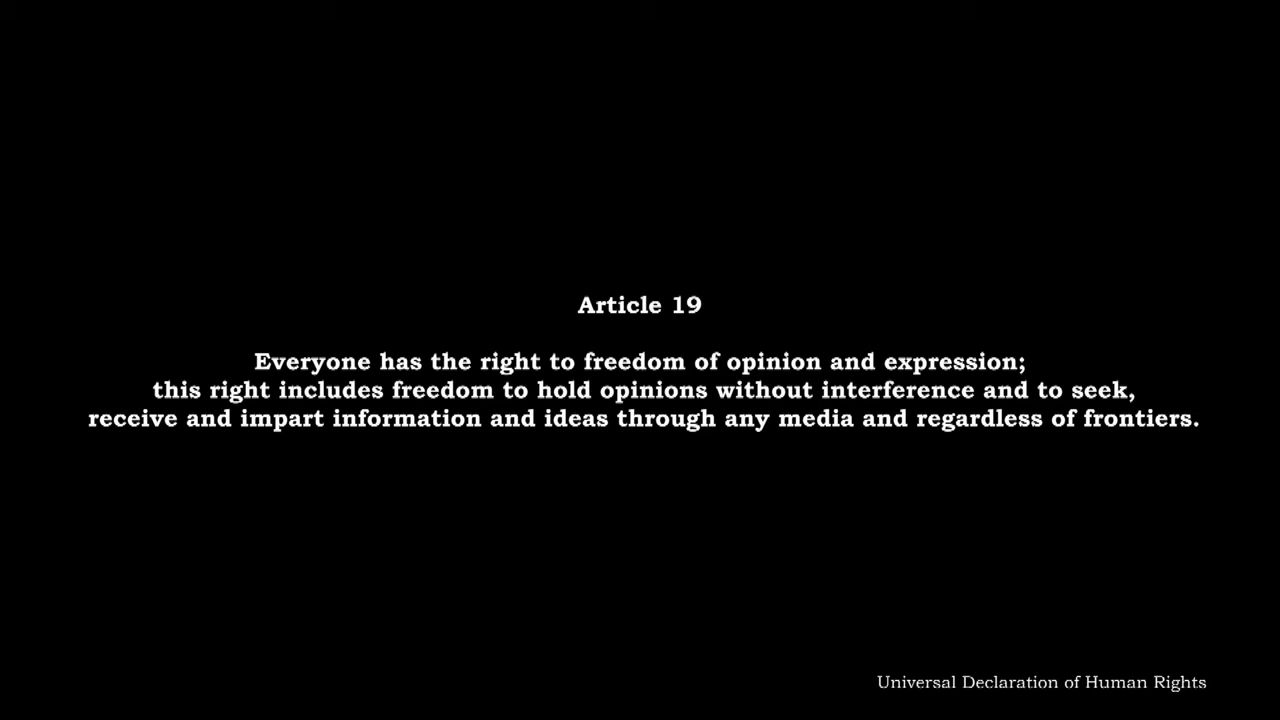 Article 19
Everyone has the right to freedom of opinion and expression;
this right includes freedom to hold opinions without interference and to seek,
receive and impart information and ideas through any media and regardless of frontiers.
Universal Declaration of Human Rights